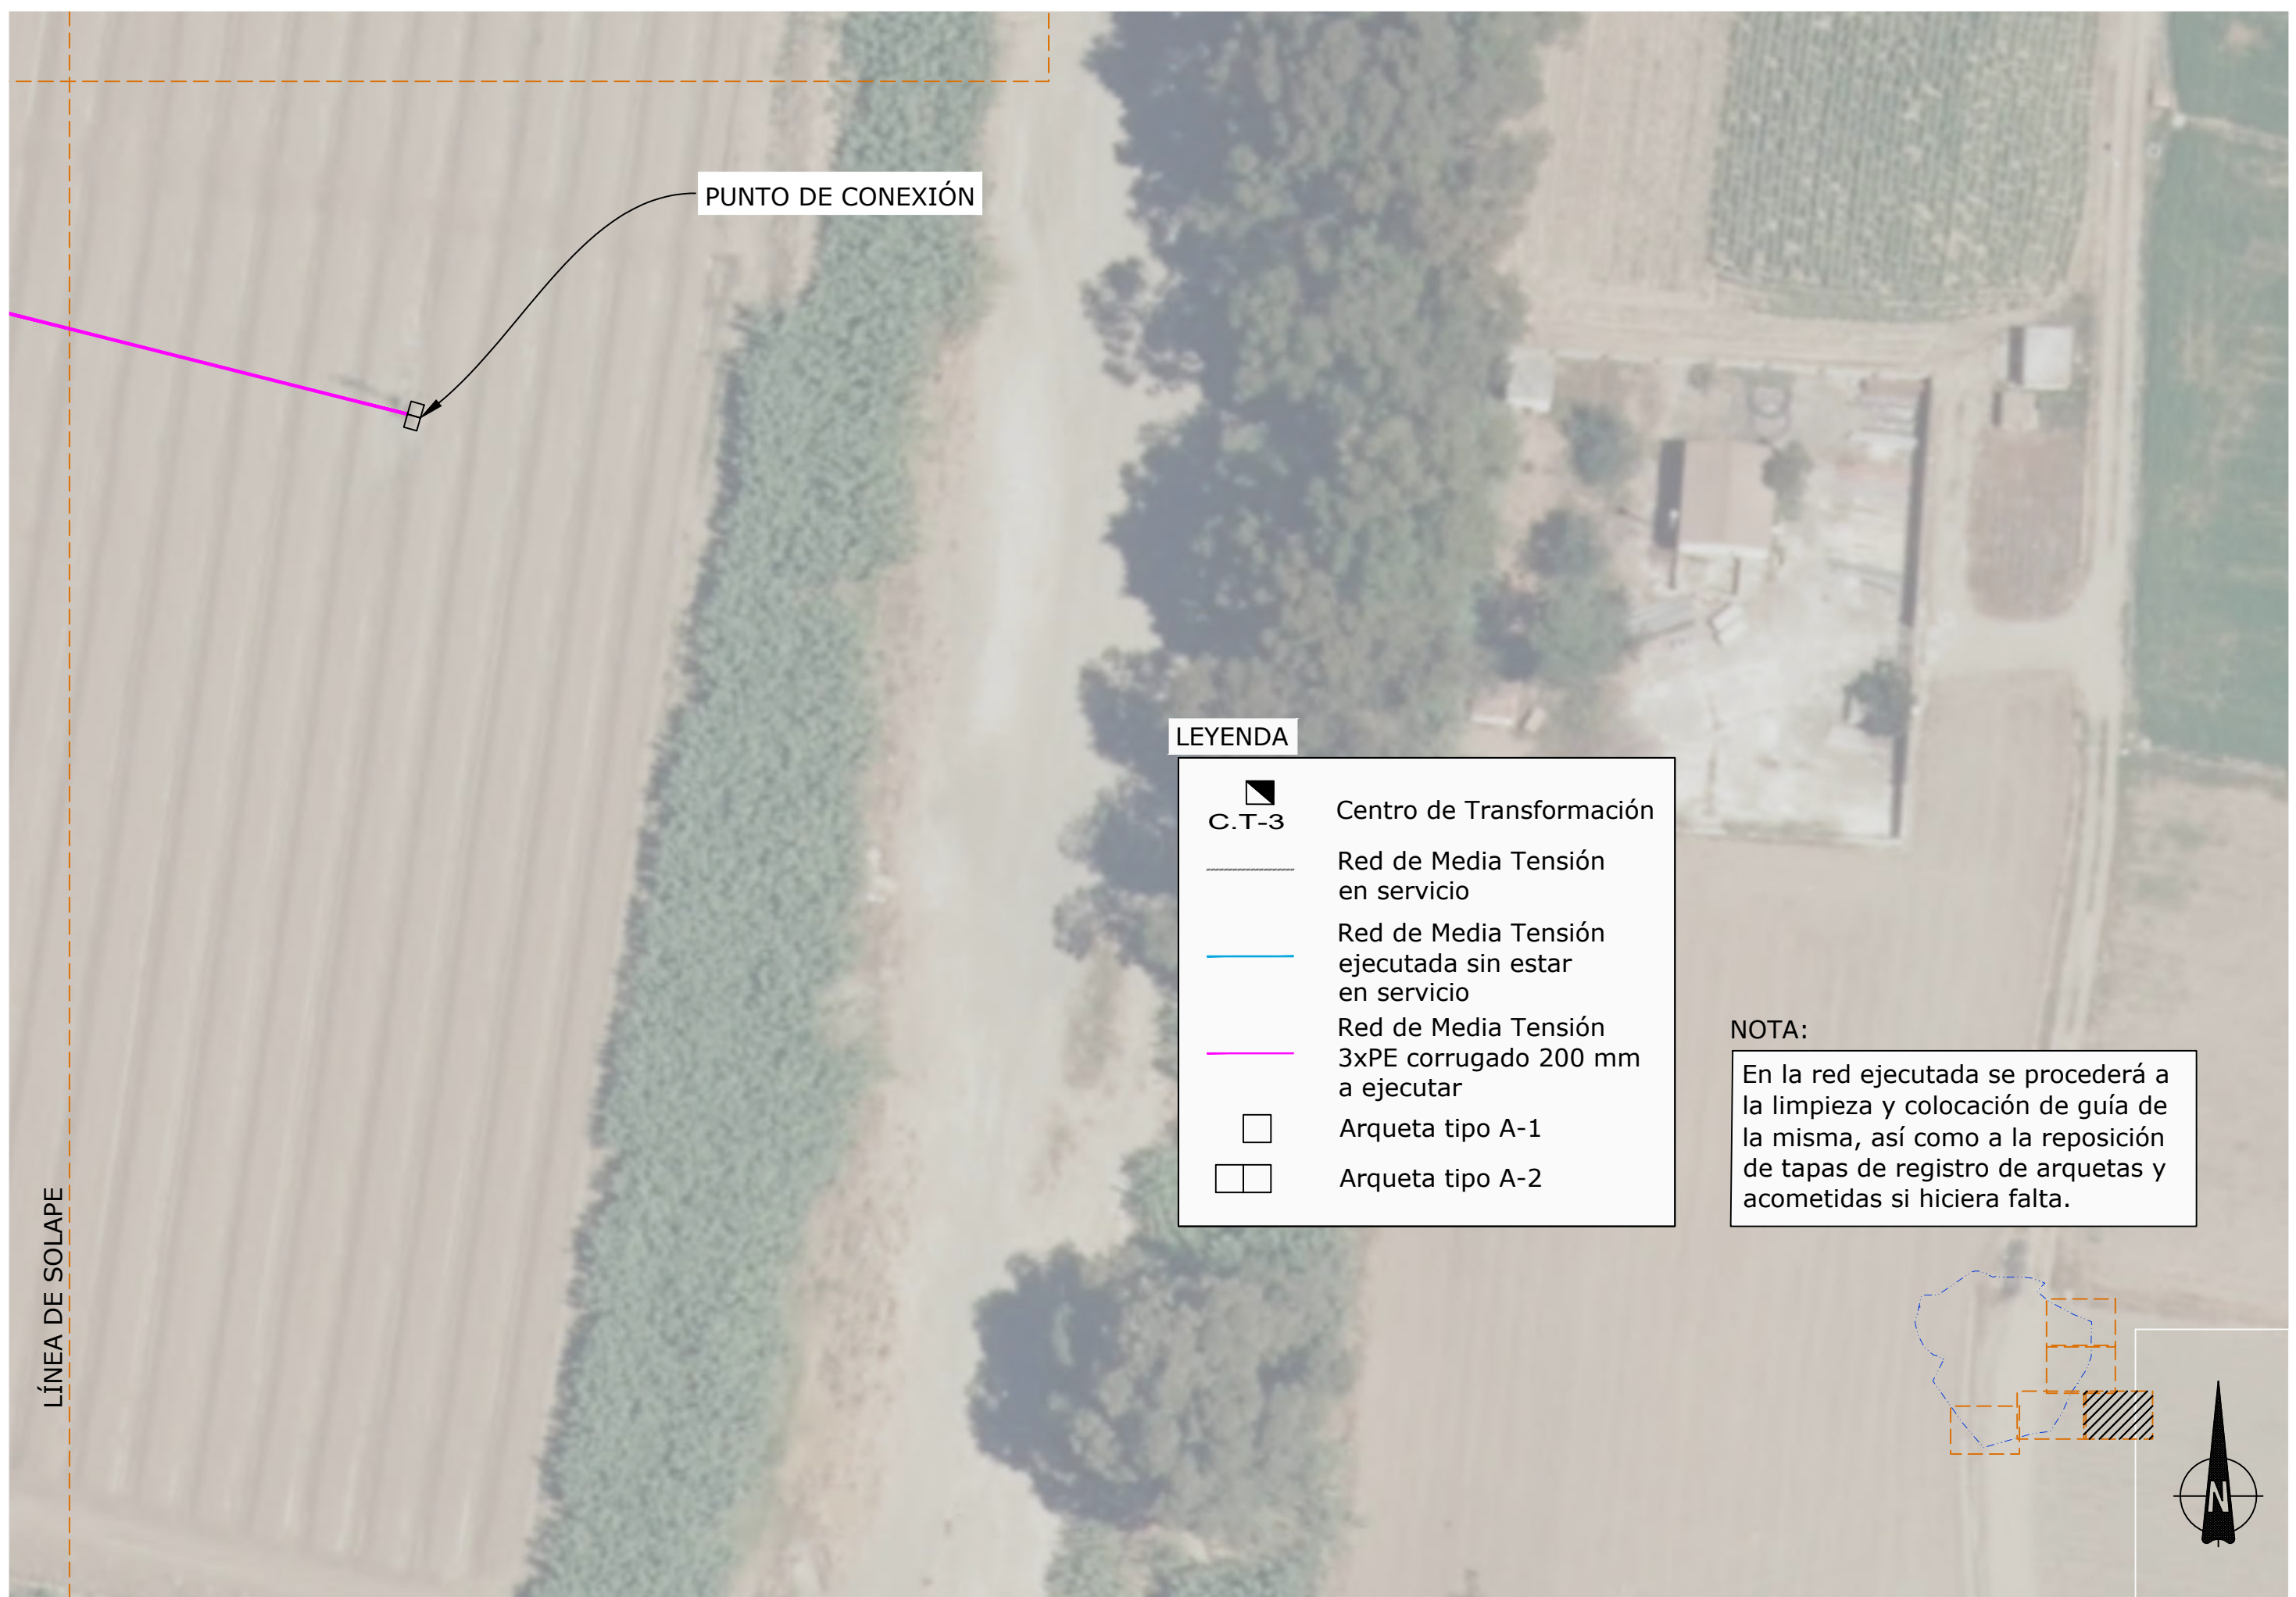 PUNTO DE CONEXIÓN
LEYENDA
C.T-3
Centro de Transformación
Red de Media Tensión
en servicio
Red de Media Tensión
ejecutada sin estar
en servicio
Red de Media Tensión
3xPE corrugado 200 mm
a ejecutar
Arqueta tipo A-1
Arqueta tipo A-2
NOTA:
En la red ejecutada se procederá a
la limpieza y colocación de guía de
la misma, así como a la reposición
de tapas de registro de arquetas y
acometidas si hiciera falta.
LÍNEA DE SOLAPE
N